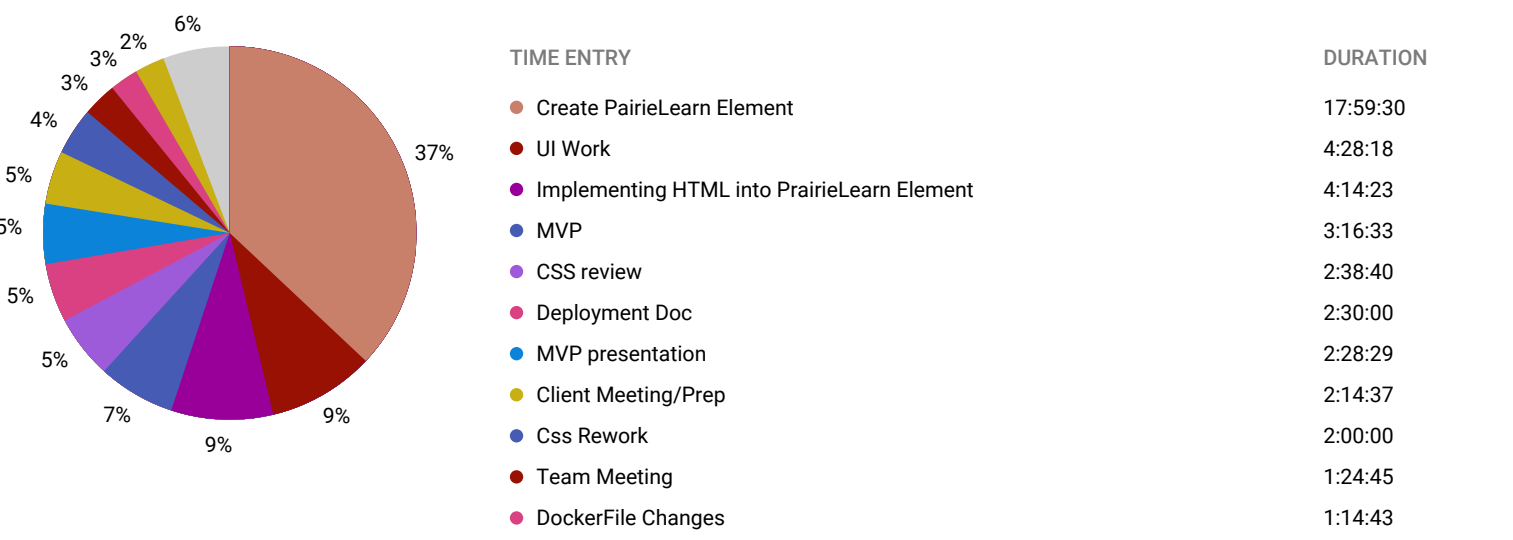 6%
2%
3%
3%
4%
5%
5%
5%
5%
7%
9%
9%
37%
TIME ENTRY DURATION
Create PairieLearn Element 17:59:30
UI Work 4:28:18
Implementing HTML into PrairieLearn Element 4:14:23
MVP 3:16:33
CSS review 2:38:40
Deployment Doc 2:30:00
MVP presentation 2:28:29
Client Meeting/Prep 2:14:37
Css Rework 2:00:00
Team Meeting 1:24:45
DockerFile Changes 1:14:43